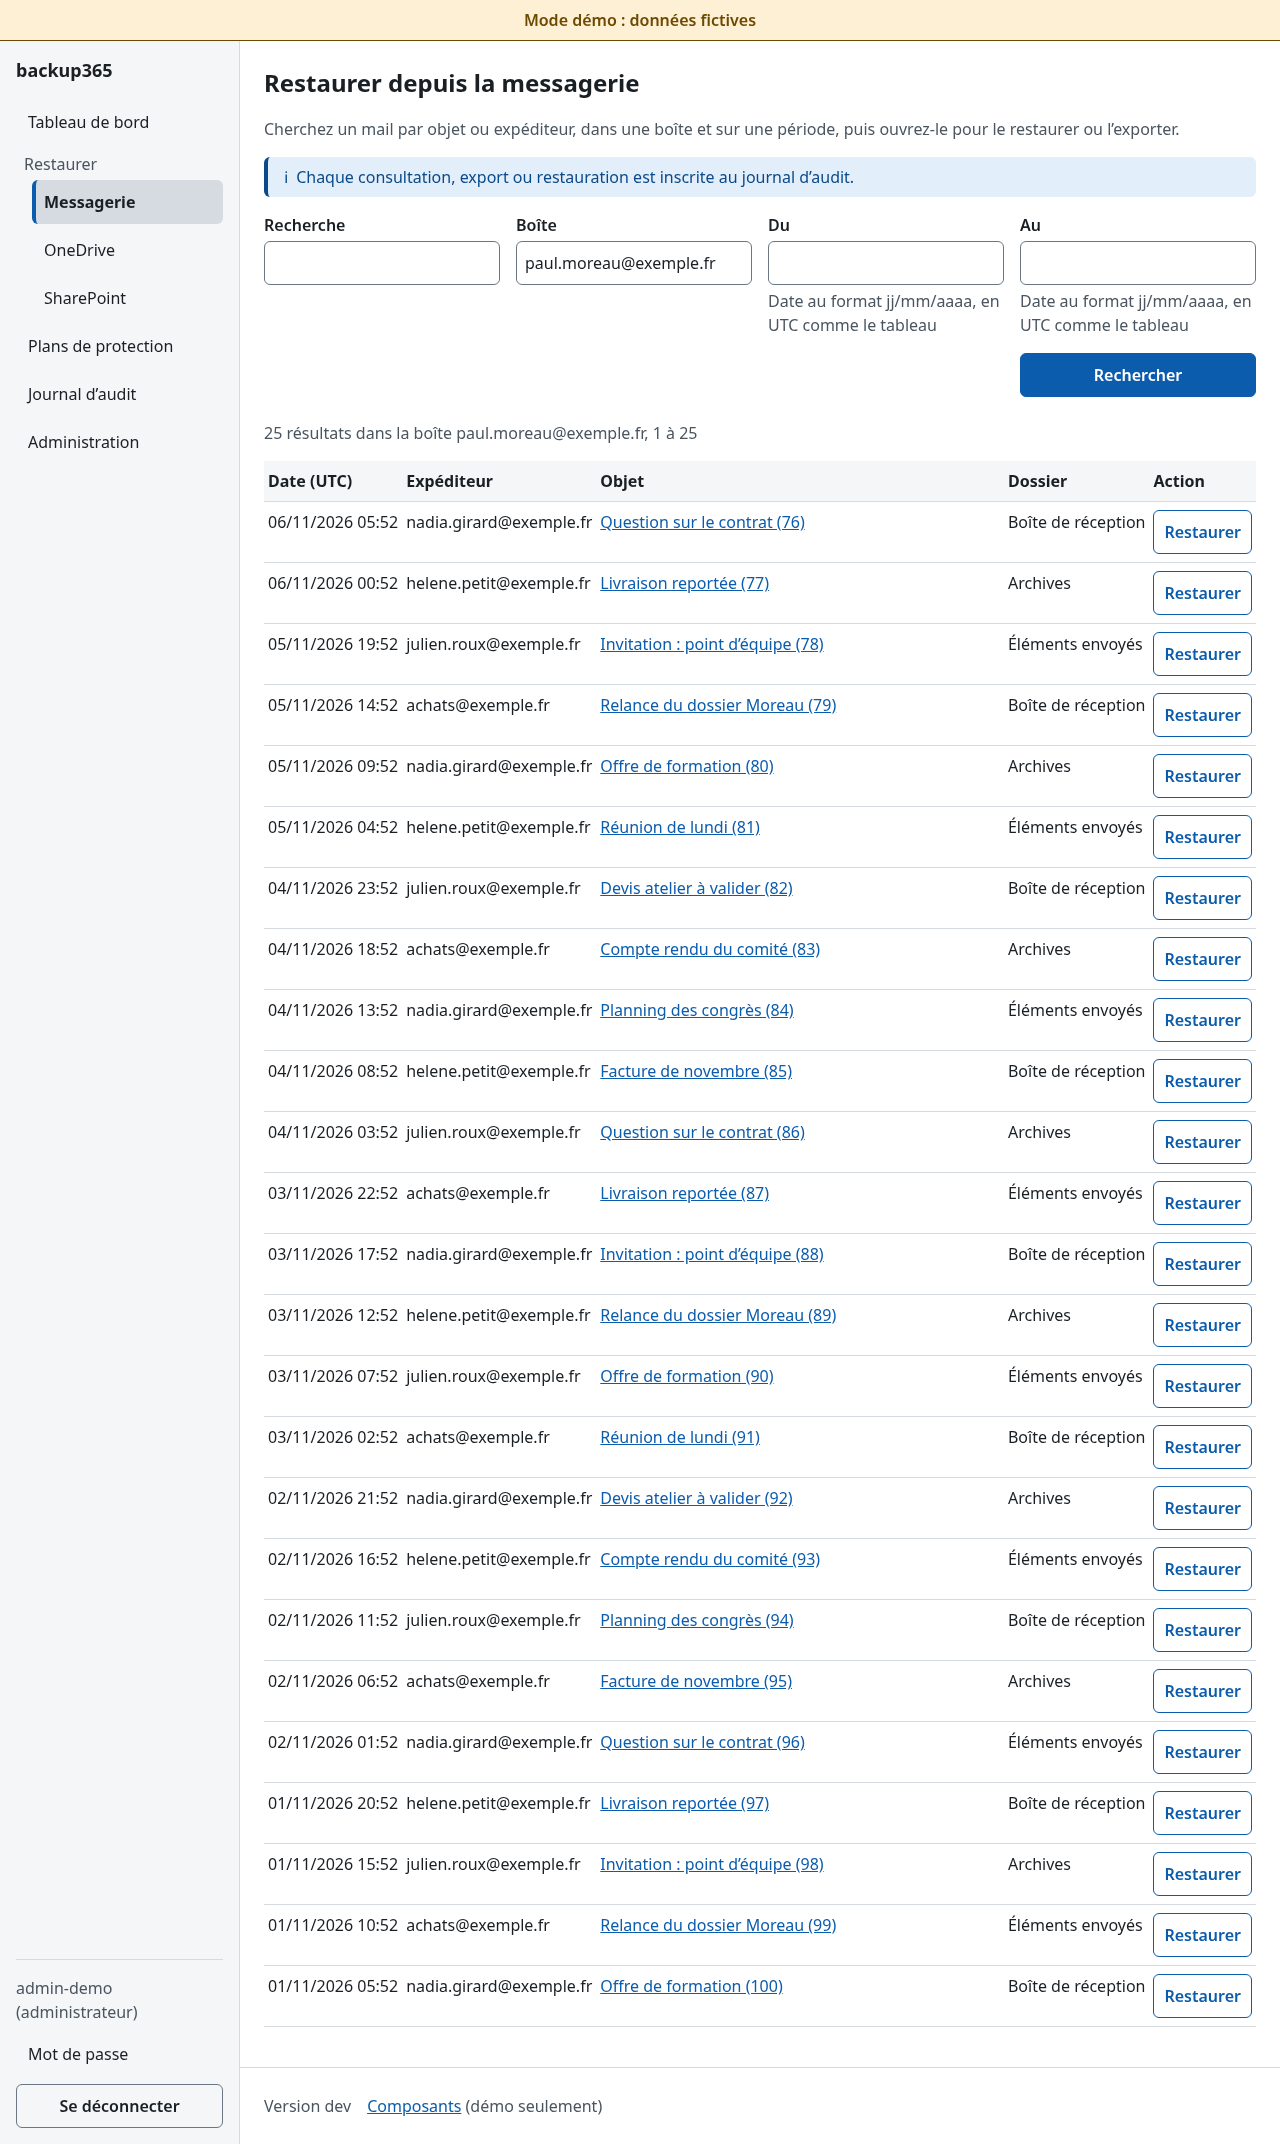 Mode démo : données fictives
backup365
Tableau de bord
Restaurer
Messagerie
OneDrive
SharePoint
Plans de protection
Journal d’audit
Administration
admin-demo
(administrateur)
Mot de passe
Se déconnecter
Restaurer depuis la messagerie
Cherchez un mail par objet ou expéditeur, dans une boîte et sur une période, puis ouvrez-le pour le restaurer ou l’exporter.
i Chaque consultation, export ou restauration est inscrite au journal d’audit.
Recherche Boîte Du Au
paul.moreau@exemple.fr
Date au format jj/mm/aaaa, en Date au format jj/mm/aaaa, en
UTC comme le tableau UTC comme le tableau
Rechercher
25 résultats dans la boîte paul.moreau@exemple.fr, 1 à 25
Date (UTC) Expéditeur Objet Dossier Action
06/11/2026 05:52 nadia.girard@exemple.fr Question sur le contrat (76) Boîte de réception Restaurer
06/11/2026 00:52 helene.petit@exemple.fr Livraison reportée (77) Archives Restaurer
05/11/2026 19:52 julien.roux@exemple.fr Invitation : point d’équipe (78) Éléments envoyés Restaurer
05/11/2026 14:52 achats@exemple.fr Relance du dossier Moreau (79) Boîte de réception Restaurer
05/11/2026 09:52 nadia.girard@exemple.fr Offre de formation (80) Archives Restaurer
05/11/2026 04:52 helene.petit@exemple.fr Réunion de lundi (81) Éléments envoyés Restaurer
04/11/2026 23:52 julien.roux@exemple.fr Devis atelier à valider (82) Boîte de réception Restaurer
04/11/2026 18:52 achats@exemple.fr Compte rendu du comité (83) Archives Restaurer
04/11/2026 13:52 nadia.girard@exemple.fr Planning des congrès (84) Éléments envoyés Restaurer
04/11/2026 08:52 helene.petit@exemple.fr Facture de novembre (85) Boîte de réception Restaurer
04/11/2026 03:52 julien.roux@exemple.fr Question sur le contrat (86) Archives Restaurer
03/11/2026 22:52 achats@exemple.fr Livraison reportée (87) Éléments envoyés Restaurer
03/11/2026 17:52 nadia.girard@exemple.fr Invitation : point d’équipe (88) Boîte de réception Restaurer
03/11/2026 12:52 helene.petit@exemple.fr Relance du dossier Moreau (89) Archives Restaurer
03/11/2026 07:52 julien.roux@exemple.fr Offre de formation (90) Éléments envoyés Restaurer
03/11/2026 02:52 achats@exemple.fr Réunion de lundi (91) Boîte de réception Restaurer
02/11/2026 21:52 nadia.girard@exemple.fr Devis atelier à valider (92) Archives Restaurer
02/11/2026 16:52 helene.petit@exemple.fr Compte rendu du comité (93) Éléments envoyés Restaurer
02/11/2026 11:52 julien.roux@exemple.fr Planning des congrès (94) Boîte de réception Restaurer
02/11/2026 06:52 achats@exemple.fr Facture de novembre (95) Archives Restaurer
02/11/2026 01:52 nadia.girard@exemple.fr Question sur le contrat (96) Éléments envoyés Restaurer
01/11/2026 20:52 helene.petit@exemple.fr Livraison reportée (97) Boîte de réception Restaurer
01/11/2026 15:52 julien.roux@exemple.fr Invitation : point d’équipe (98) Archives Restaurer
01/11/2026 10:52 achats@exemple.fr Relance du dossier Moreau (99) Éléments envoyés Restaurer
01/11/2026 05:52 nadia.girard@exemple.fr Offre de formation (100) Boîte de réception Restaurer
Version dev Composants (démo seulement)